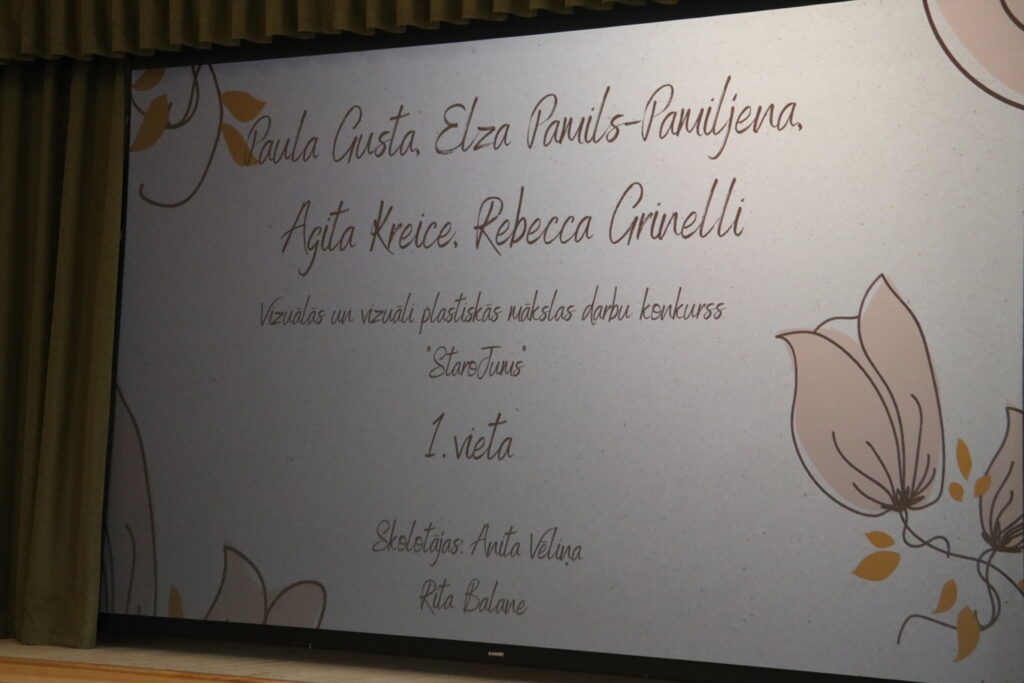 Paula Gusta, Elza Pamils-Pamiljena,
Agita Kreice, Rebecca Grinelli
Vizuālās un vizuāli plastiskās mākslas darbu konkurss
"StaroJums"
1. vieta
Skolotājas: Anita Vēliņa
Rita Balane